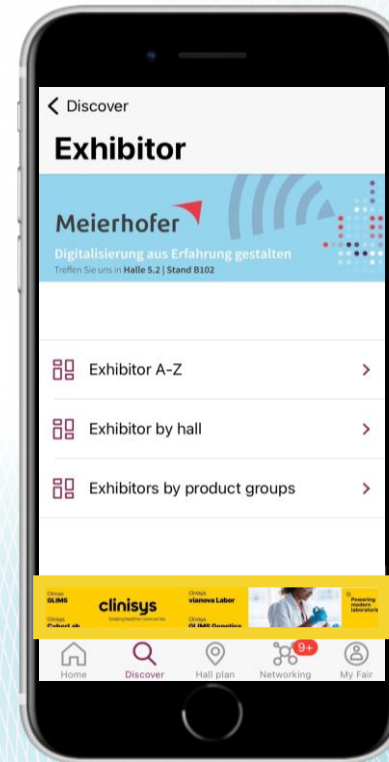 Discover
Exhibitor
Meierhofer
Digitalisierung aus Erfahrung gestalten
Treffen Sie uns in Halle 5.2 | Stand B102
Exhibitor A-Z
Exhibitor by hall
Exhibitors by product groups
Clinisys
GLIMS
Clinisys
CyberLab
clinisys
Clinisys
vianova Labor
Clinisys
GLIMS Genetics
Powering
modern
laboratories
Home
Discover
Hall plan
9+
Networking
My Fair